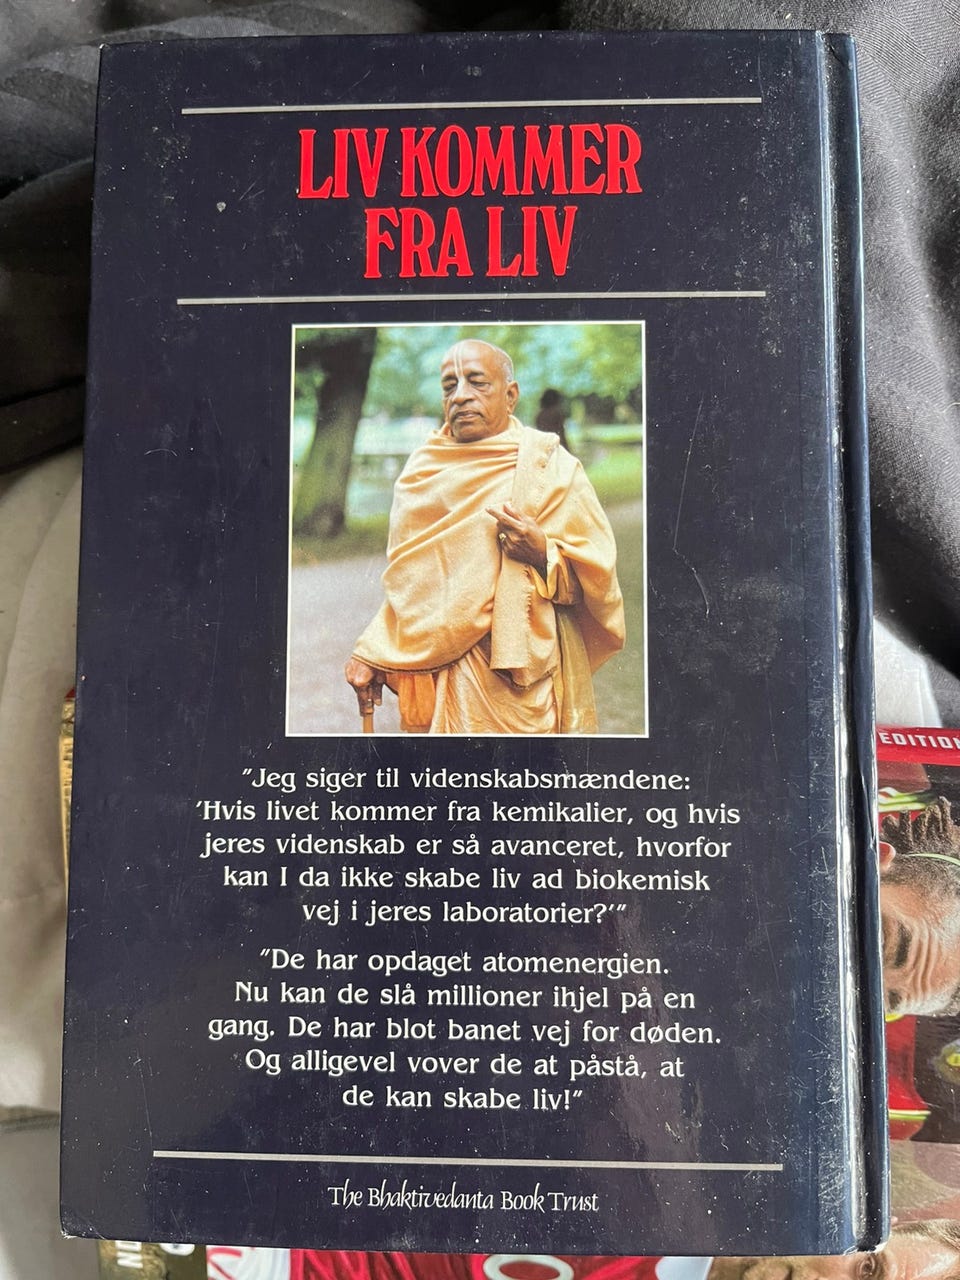 LIV KOMMER
FRA LIV
"Jeg siger til videnskabsmændene:
'Hvis livet kommer fra kemikalier, og hvis
jeres videnskab er så avanceret, hvorfor
kan I da ikke skabe liv ad biokemisk
vej i jeres laboratorier?'"
"De har opdaget atomenergien.
Nu kan de slå millioner ihjel på en
gang. De har blot banet vej for døden.
Og alligevel vover de at påstå, at
de kan skabe liv!"
The Bhaktivedanta Book Trust
EDITION